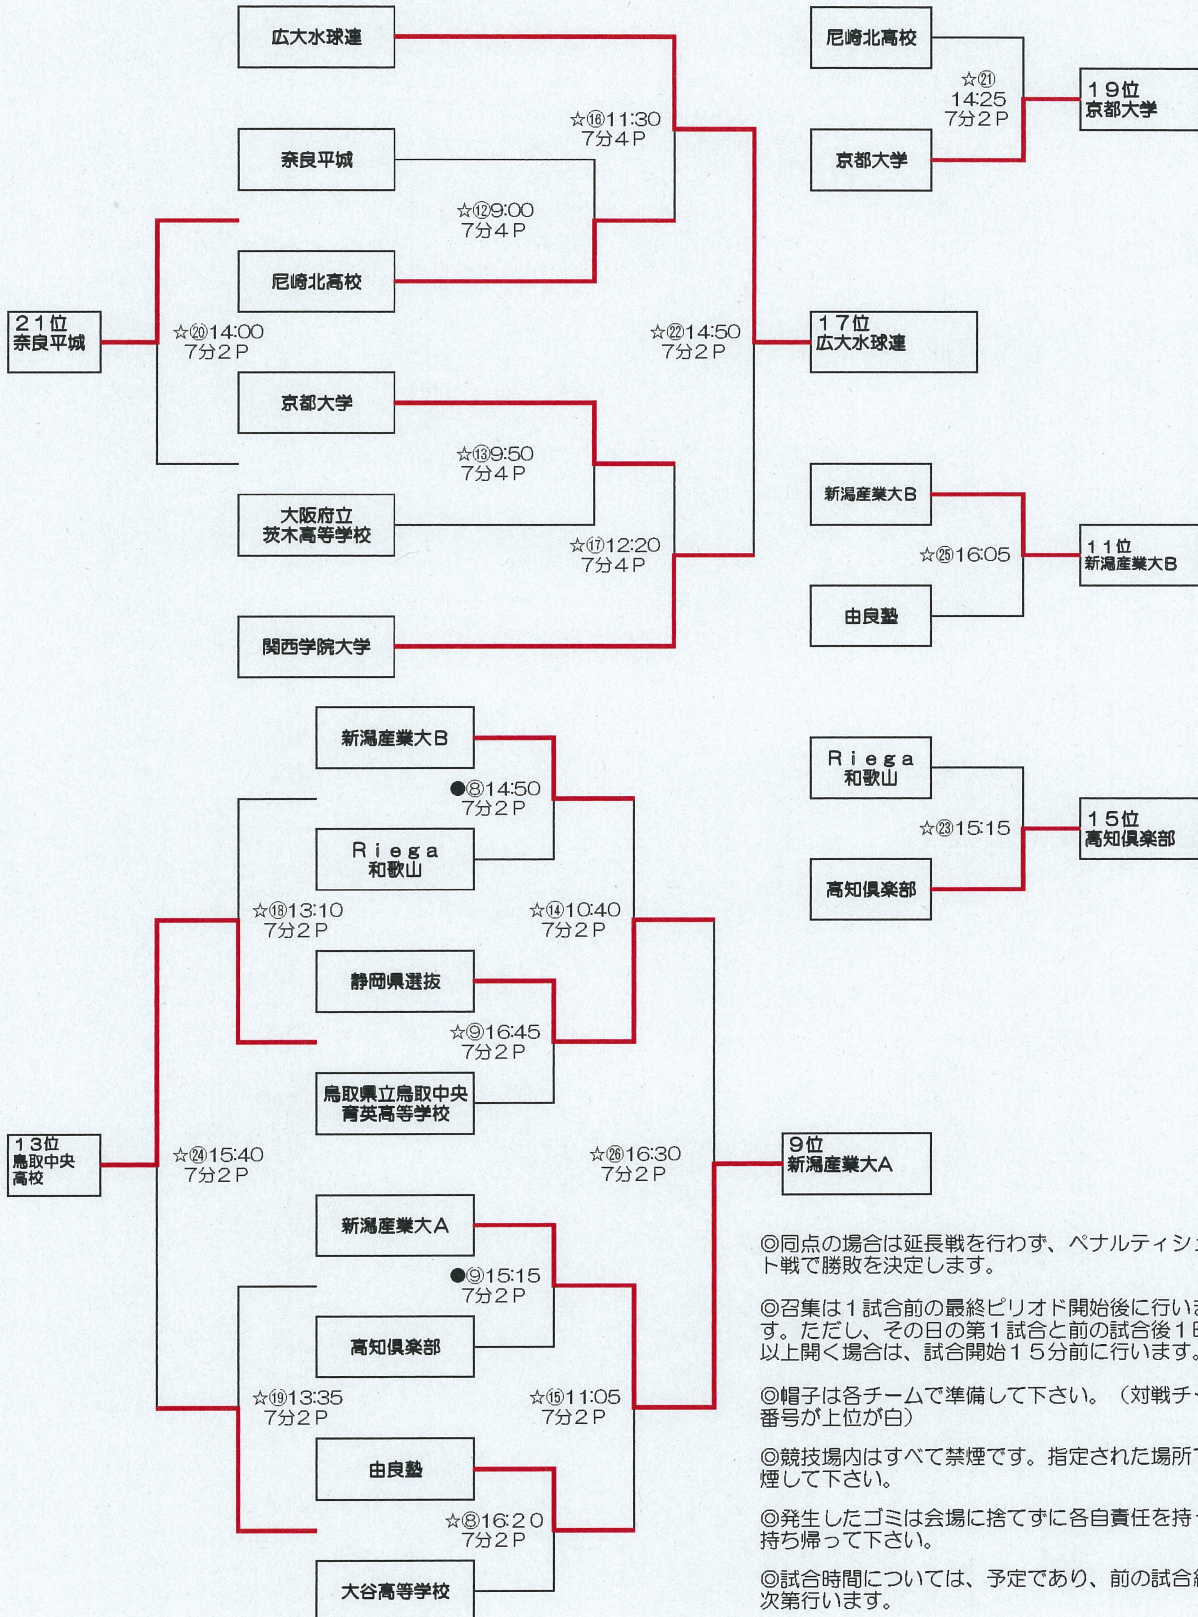 広大水球連
尼崎北高校
☆㉑
14:25
7分2P
19位
京都大学
☆⑯11:30
7分4P
奈良平城
京都大学
☆⑫9:00
7分4P
尼崎北高校
21位
奈良平城
☆⑳14:00
7分2P
☆㉒14:50
7分2P
17位
広大水球連
京都大学
☆⑬9:50
7分4P
新潟産業大B
大阪府立
茨木高等学校
☆⑰12:20
7分4P
☆㉕16:05
11位
新潟産業大B
由良塾
関西学院大学
新潟産業大B
Riega
和歌山
●⑧14:50
7分2P
☆㉓15:15
15位
高知倶楽部
Riega
和歌山
高知倶楽部
☆⑱13:10
7分2P
☆⑭10:40
7分2P
静岡県選抜
☆⑨16:45
7分2P
鳥取県立鳥取中央
育英高等学校
13位
鳥取中央
高校
☆㉔15:40
7分2P
☆㉖16:30
7分2P
9位
新潟産業大A
新潟産業大A
●⑨15:15
7分2P
高知倶楽部
☆⑲13:35
7分2P
☆⑮11:05
7分2P
由良塾
☆⑧16:20
7分2P
大谷高等学校
◎同点の場合は延長戦を行わず、ペナルティシュ
ト戦で勝敗を決定します。
◎召集は1試合前の最終ピリオド開始後に行いま
す。ただし、その日の第1試合と前の試合後1時
以上開く場合は、試合開始15分前に行います。
◎帽子は各チームで準備して下さい。（対戦チー
番号が上位が白）
◎競技場内はすべて禁煙です。指定された場所で
煙して下さい。
◎発生したゴミは会場に捨てずに各自責任を持っ
持ち帰って下さい。
◎試合時間については、予定であり、前の試合終
次第行います。